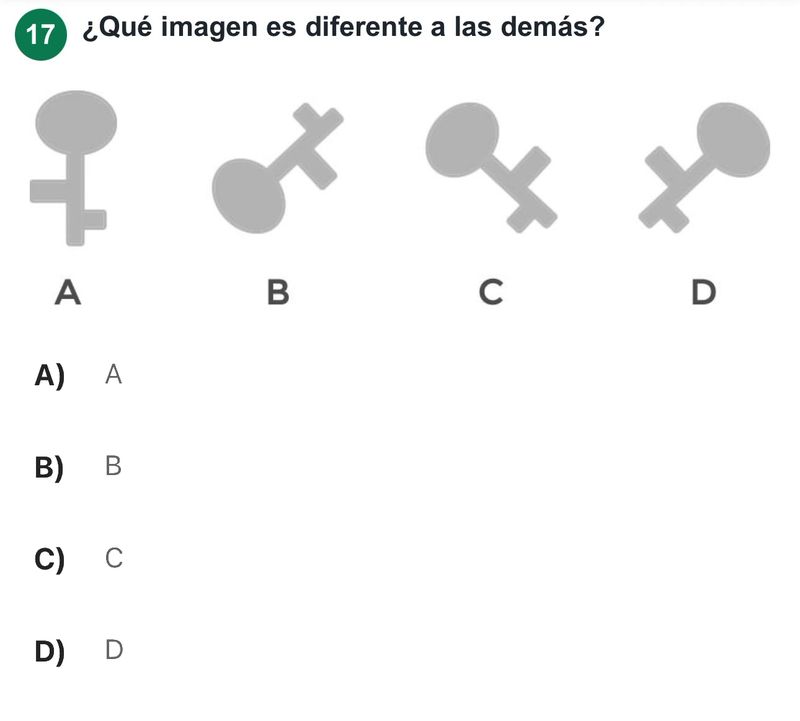 17 ¿Qué imagen es diferente a las demás?
A B C D
A) A
B) B
C) C
D) D